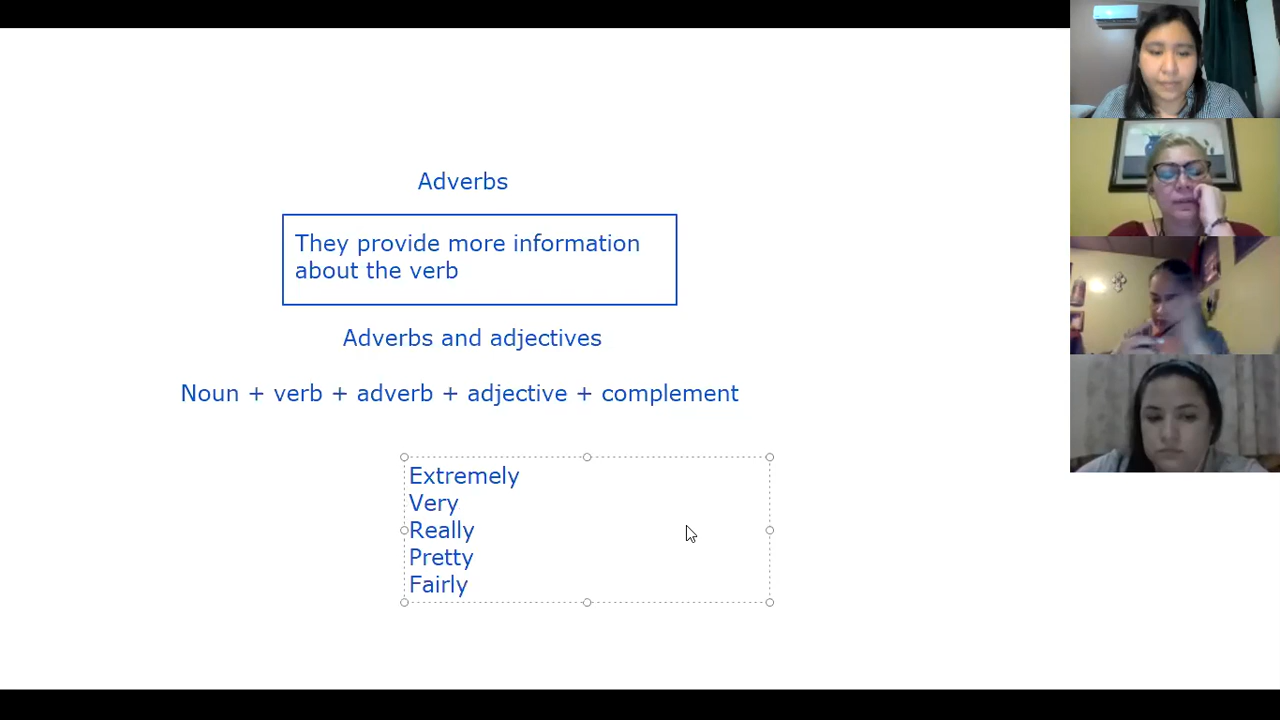 Adverbs
They provide more information
about the verb
Adverbs and adjectives
Noun + verb + adverb + adjective + complement
Extremely
Very
Really
Pretty
Fairly